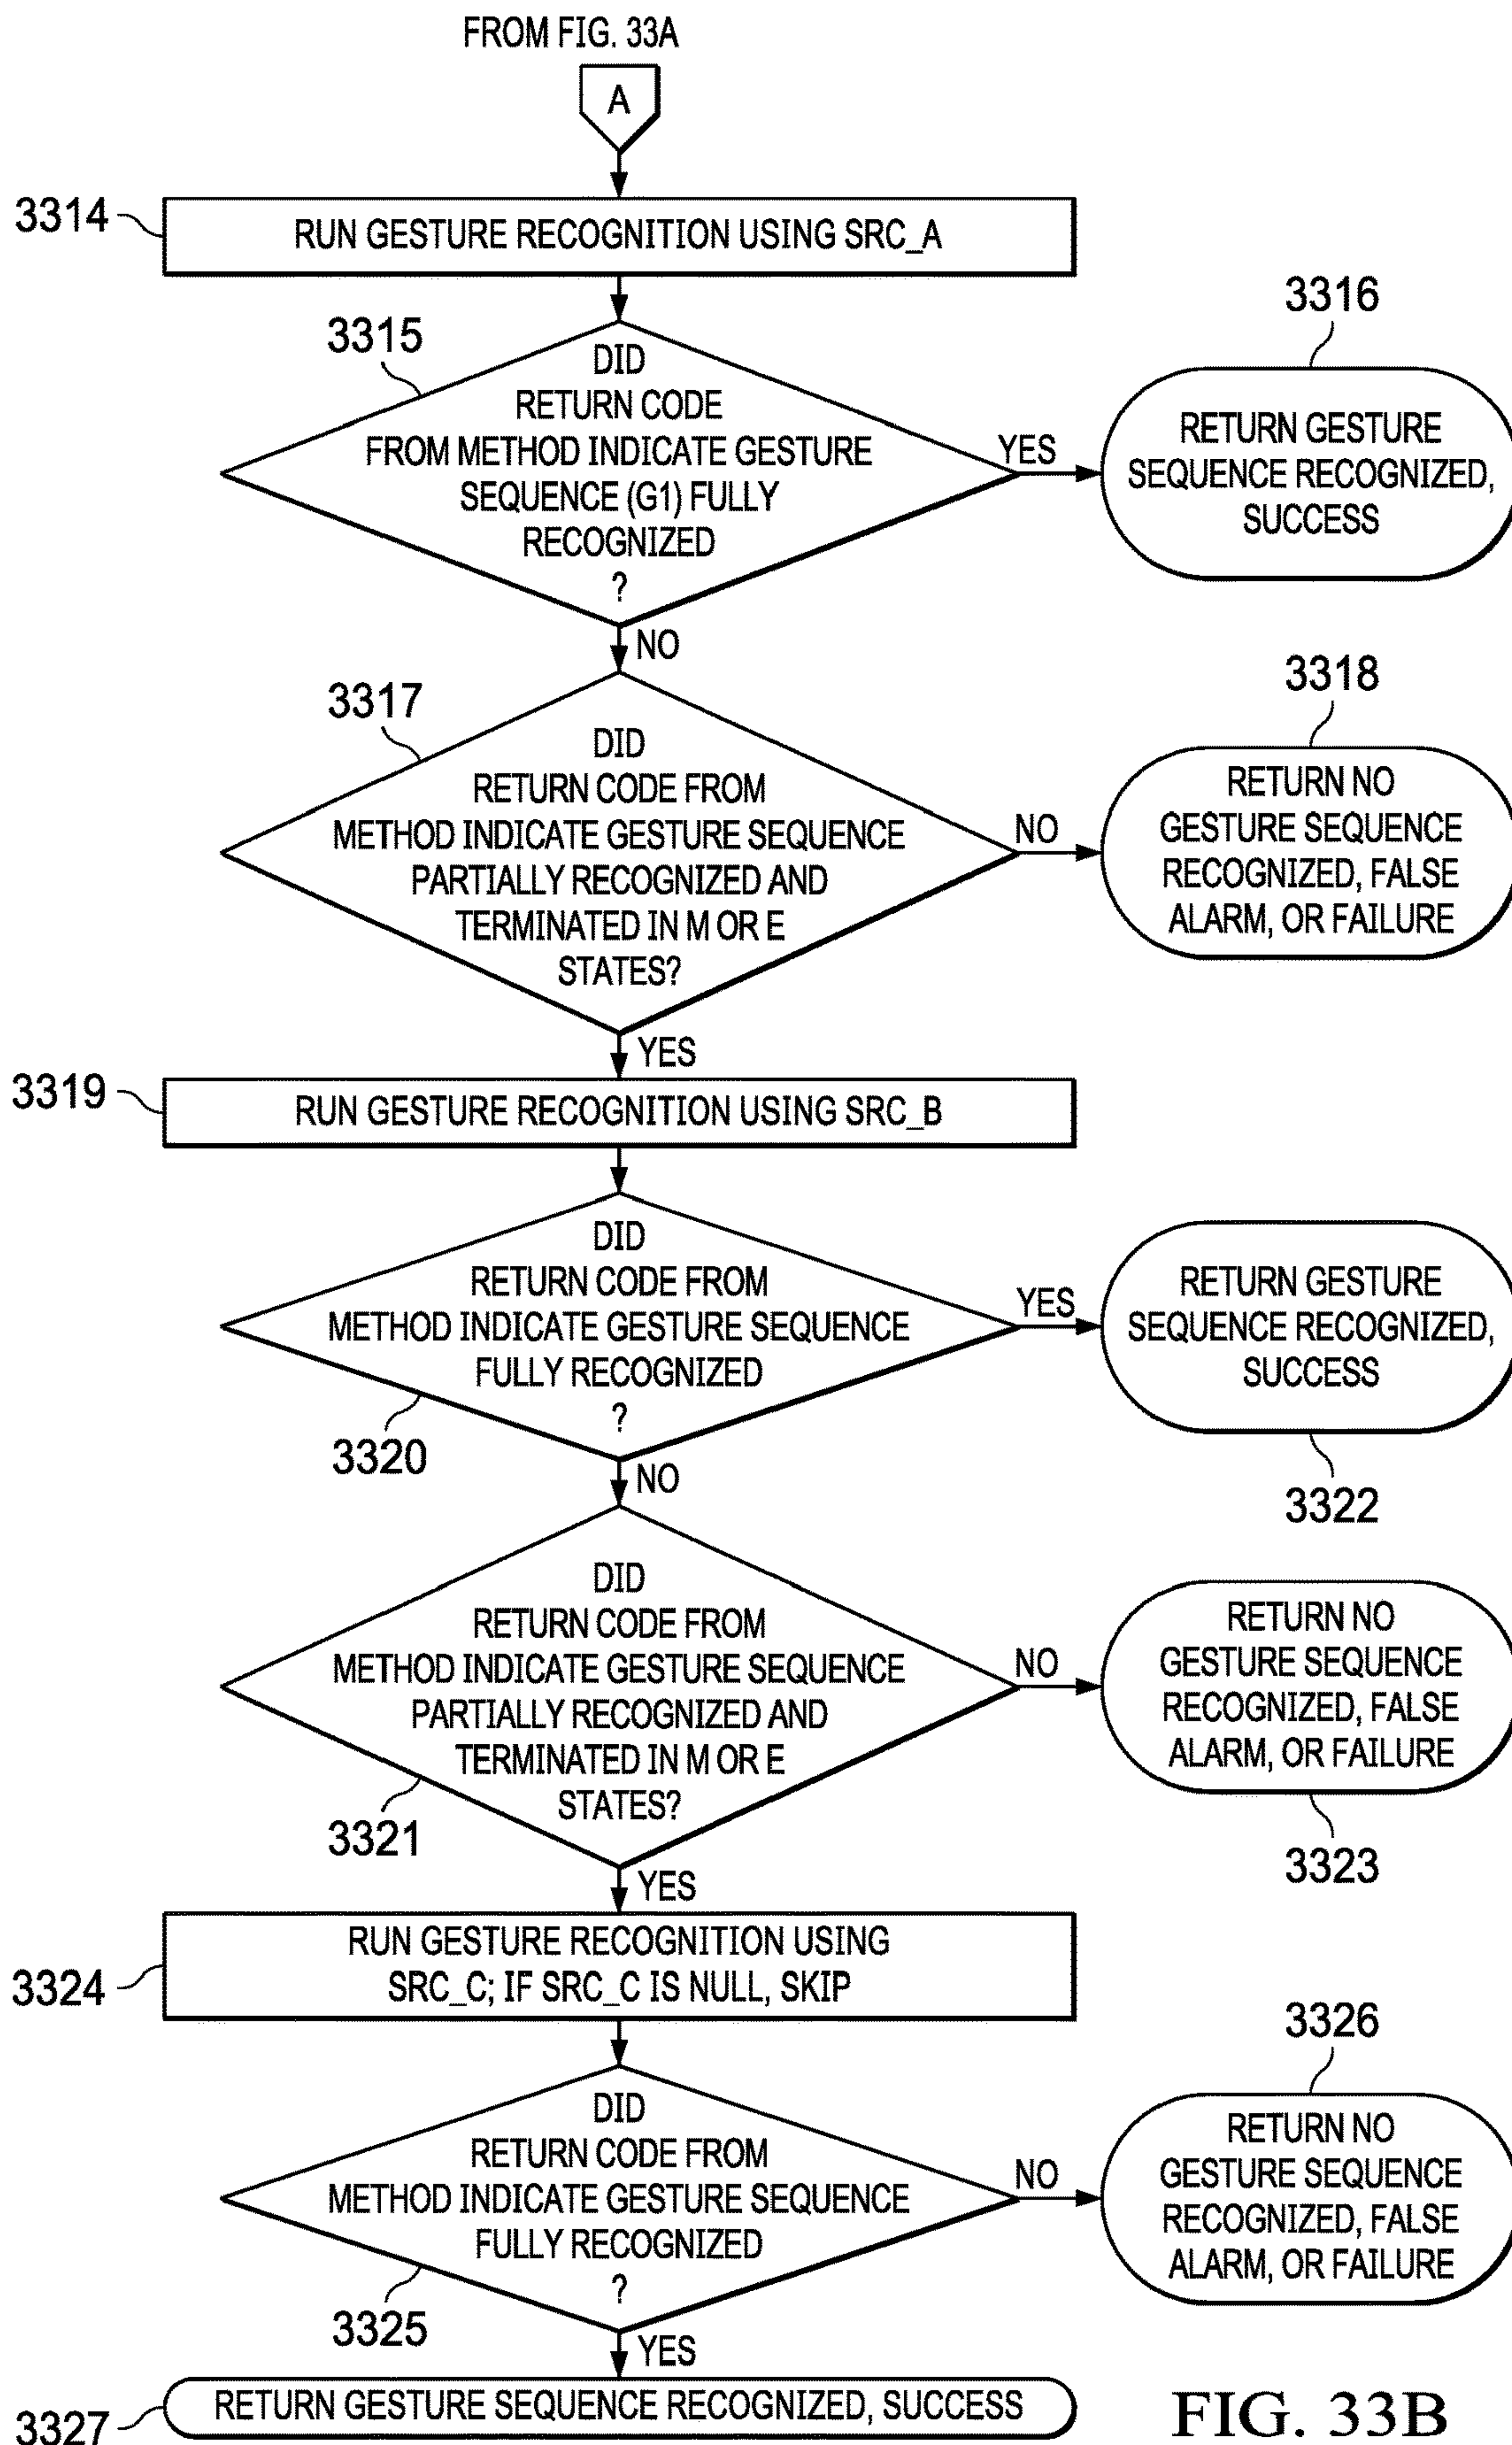 FROM FIG. 33A
A
3314
RUN GESTURE RECOGNITION USING SRC_A
3315
DID
RETURN CODE
FROM METHOD INDICATE GESTURE
SEQUENCE (G1) FULLY
RECOGNIZED
?
YES
3316
RETURN GESTURE
SEQUENCE RECOGNIZED,
SUCCESS
NO
3317
DID
RETURN CODE FROM
METHOD INDICATE GESTURE SEQUENCE
PARTIALLY RECOGNIZED AND
TERMINATED IN M OR E
STATES?
NO
3318
RETURN NO
GESTURE SEQUENCE
RECOGNIZED, FALSE
ALARM, OR FAILURE
YES
3319
RUN GESTURE RECOGNITION USING SRC_B
DID
RETURN CODE FROM
METHOD INDICATE GESTURE SEQUENCE
FULLY RECOGNIZED
?
3320
YES
RETURN GESTURE
SEQUENCE RECOGNIZED,
SUCCESS
3322
NO
DID
RETURN CODE FROM
METHOD INDICATE GESTURE SEQUENCE
PARTIALLY RECOGNIZED AND
TERMINATED IN M OR E
STATES?
3321
NO
RETURN NO
GESTURE SEQUENCE
RECOGNIZED, FALSE
ALARM, OR FAILURE
3323
YES
3324
RUN GESTURE RECOGNITION USING
SRC_C; IF SRC_C IS NULL, SKIP
DID
RETURN CODE FROM
METHOD INDICATE GESTURE SEQUENCE
FULLY RECOGNIZED
?
3325
NO
3326
RETURN NO
GESTURE SEQUENCE
RECOGNIZED, FALSE
ALARM, OR FAILURE
YES
3327
RETURN GESTURE SEQUENCE RECOGNIZED, SUCCESS
FIG. 33B